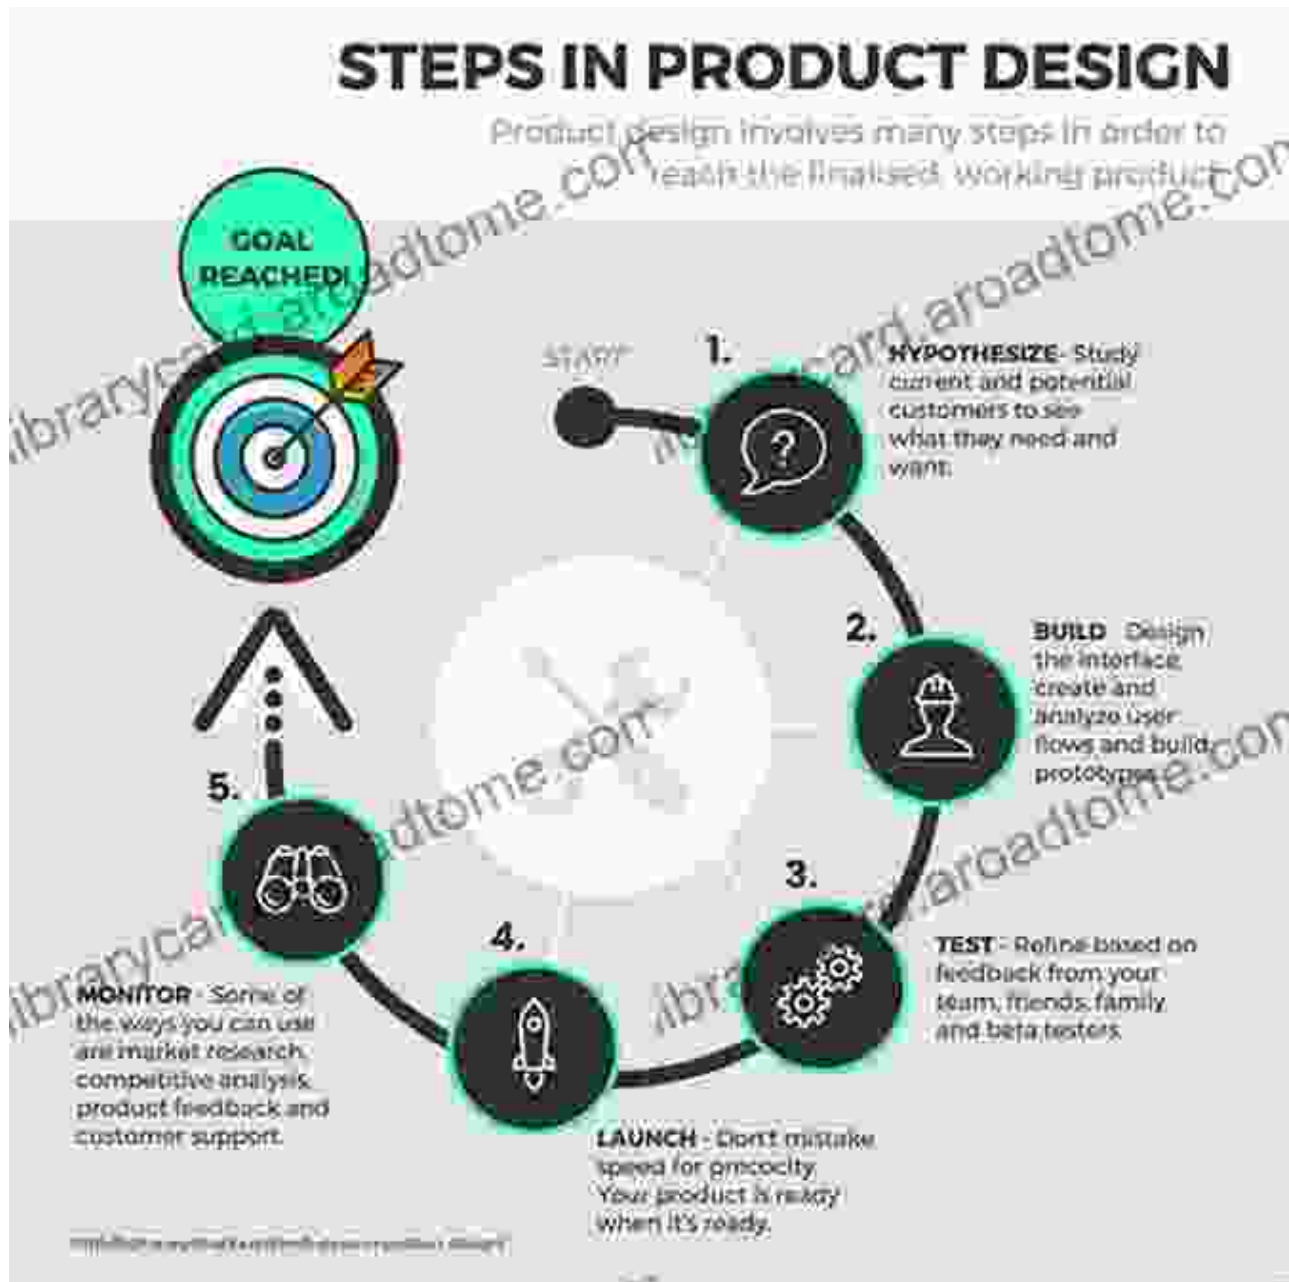 STEPS IN PRODUCT DESIGN
Product design involves many steps in order to
reach the finalised, working product
GOAL
REACHED!
START
1.
HYPOTHESIZE- Study
current and potential
customers to see
what they need and
want.
2.
BUILD - Design
the interface,
create and
analyze user
flows and build
prototypes.
3.
TEST - Refine based on
feedback from your
team, friends, family
and beta testers.
4.
LAUNCH - Don't mistake
speed for precocity.
Your product is ready
when it's ready.
5.
MONITOR - Some of
the ways you can use
are market research,
competitive analysis,
product feedback and
customer support.
librarycard.aroadtome.com
librarycard.aroadtome.com
librarycard.aroadtome.com
librarycard.aroadtome.com